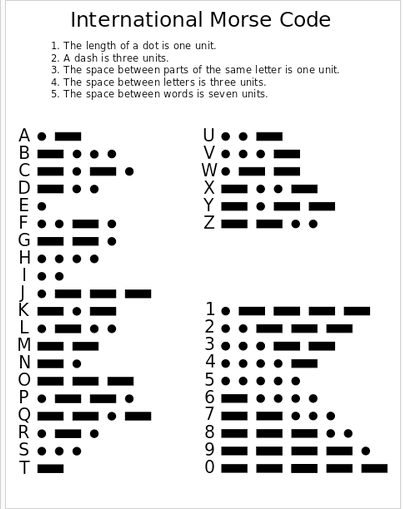 International Morse Code
1. The length of a dot is one unit.
2. A dash is three units.
3. The space between parts of the same letter is one unit.
4. The space between letters is three units.
5. The space between words is seven units.
A
B
C
D
E
F
G
H
I
J
K
L
M
N
O
P
Q
R
S
T
U
V
W
X
Y
Z
1
2
3
4
5
6
7
8
9
0